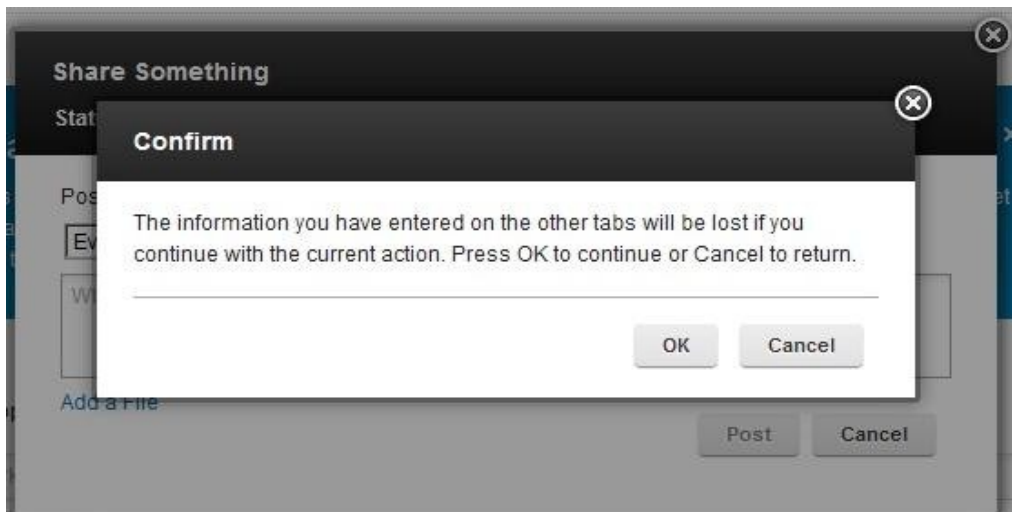 Share Something
Confirm
The information you have entered on the other tabs will be lost if you
continue with the current action. Press OK to continue or Cancel to return.
OK Cancel
Add a File
Post Cancel